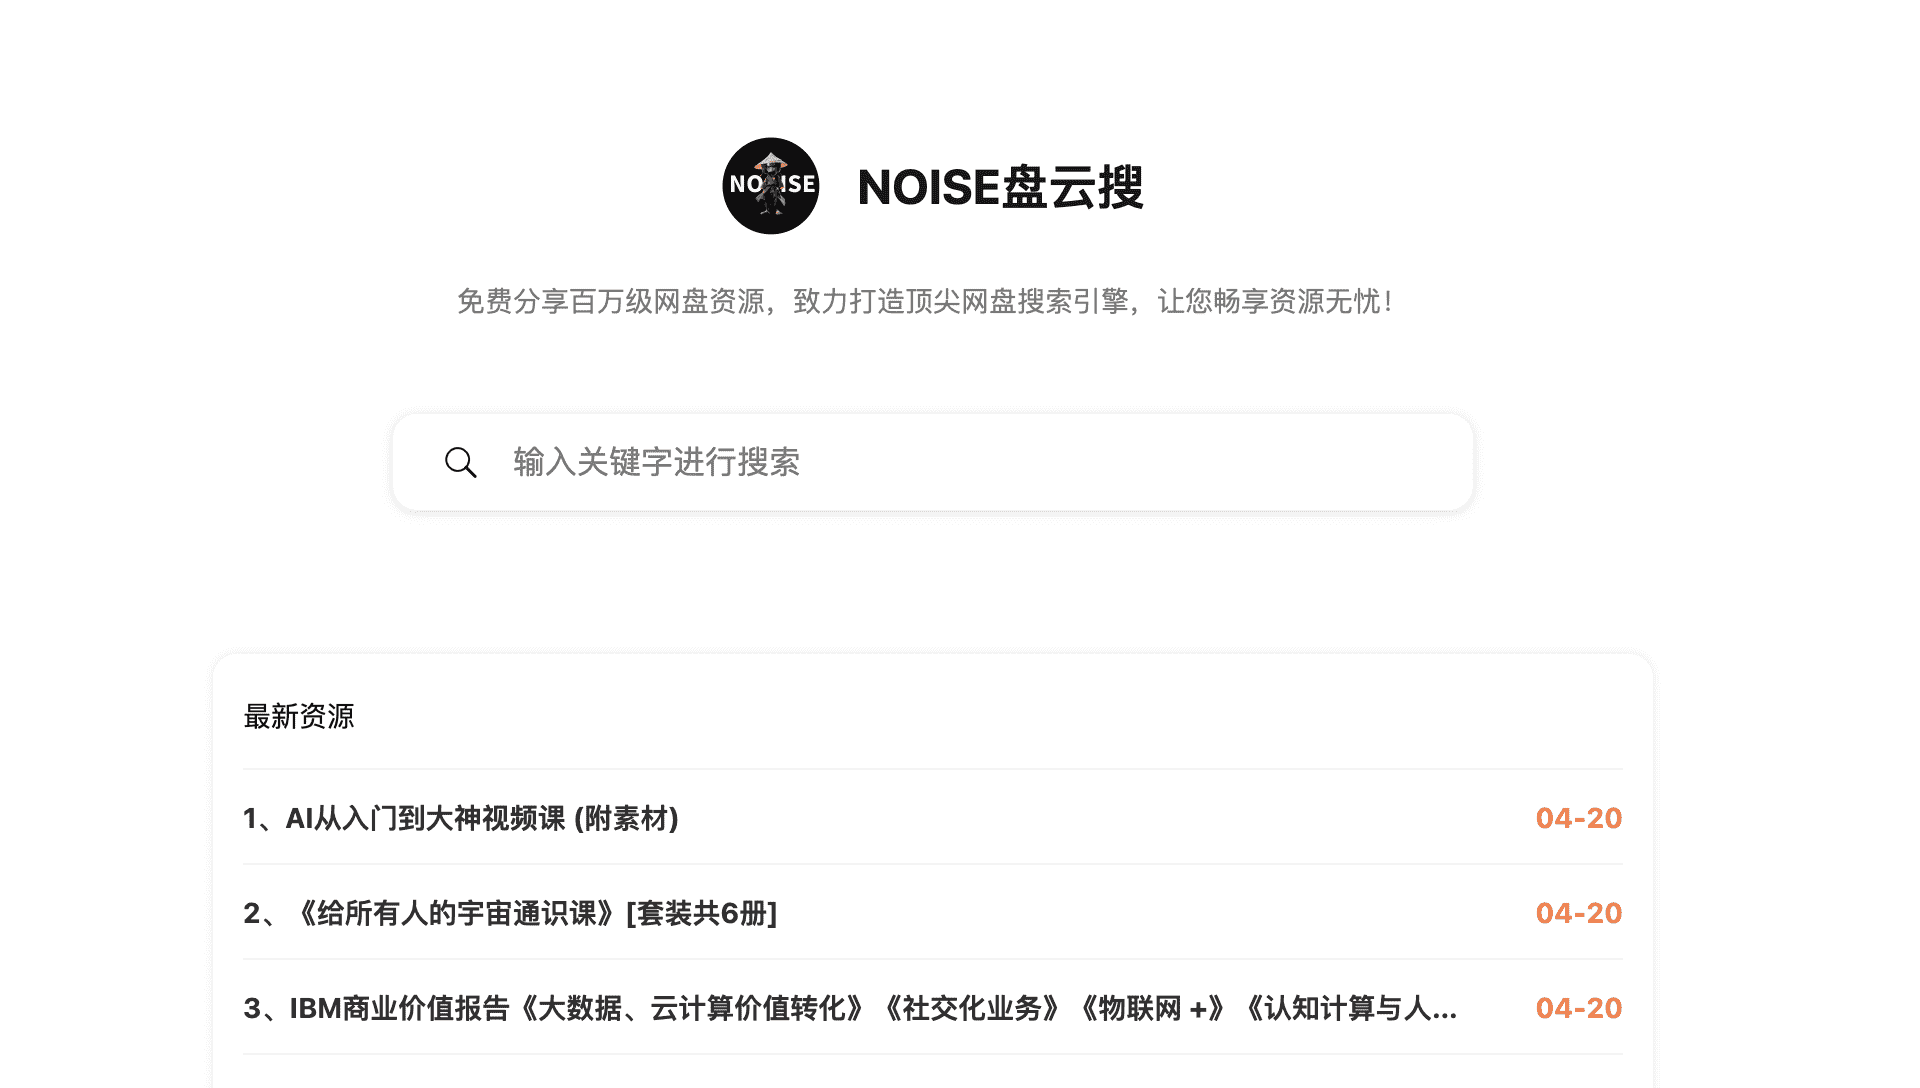 NOISE
NOISE盘云搜
免费分享百万级网盘资源，致力打造顶尖网盘搜索引擎，让您畅享资源无忧！
输入关键字进行搜索
最新资源
1、AI从入门到大神视频课 (附素材)
04-20
2、《给所有人的宇宙通识课》[套装共6册]
04-20
3、IBM商业价值报告《大数据、云计算价值转化》《社交化业务》《物联网 +》《认知计算与人...
04-20